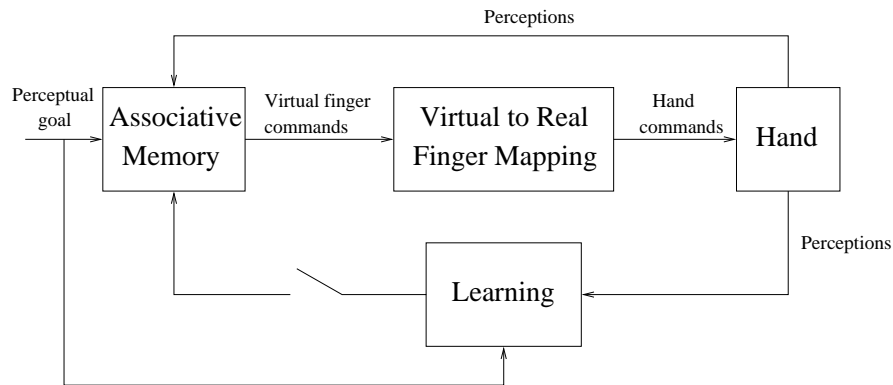 Perceptions
Perceptual
goal
Associative
Memory
Virtual finger
commands
Virtual to Real
Finger Mapping
Hand
commands
Hand
Perceptions
Learning